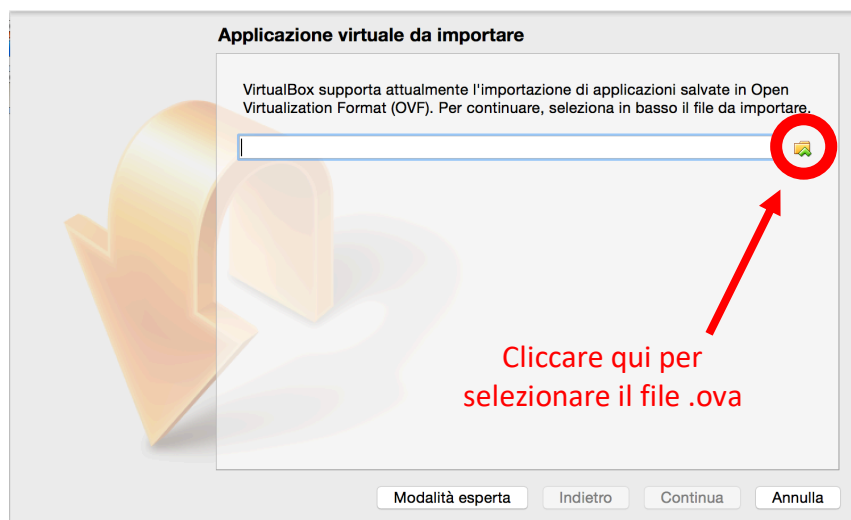 Applicazione virtuale da importare
VirtualBox supporta attualmente l'importazione di applicazioni salvate in Open
Virtualization Format (OVF). Per continuare, seleziona in basso il file da importare.
Cliccare qui per
selezionare il file .ova
Modalità esperta Indietro Continua Annulla